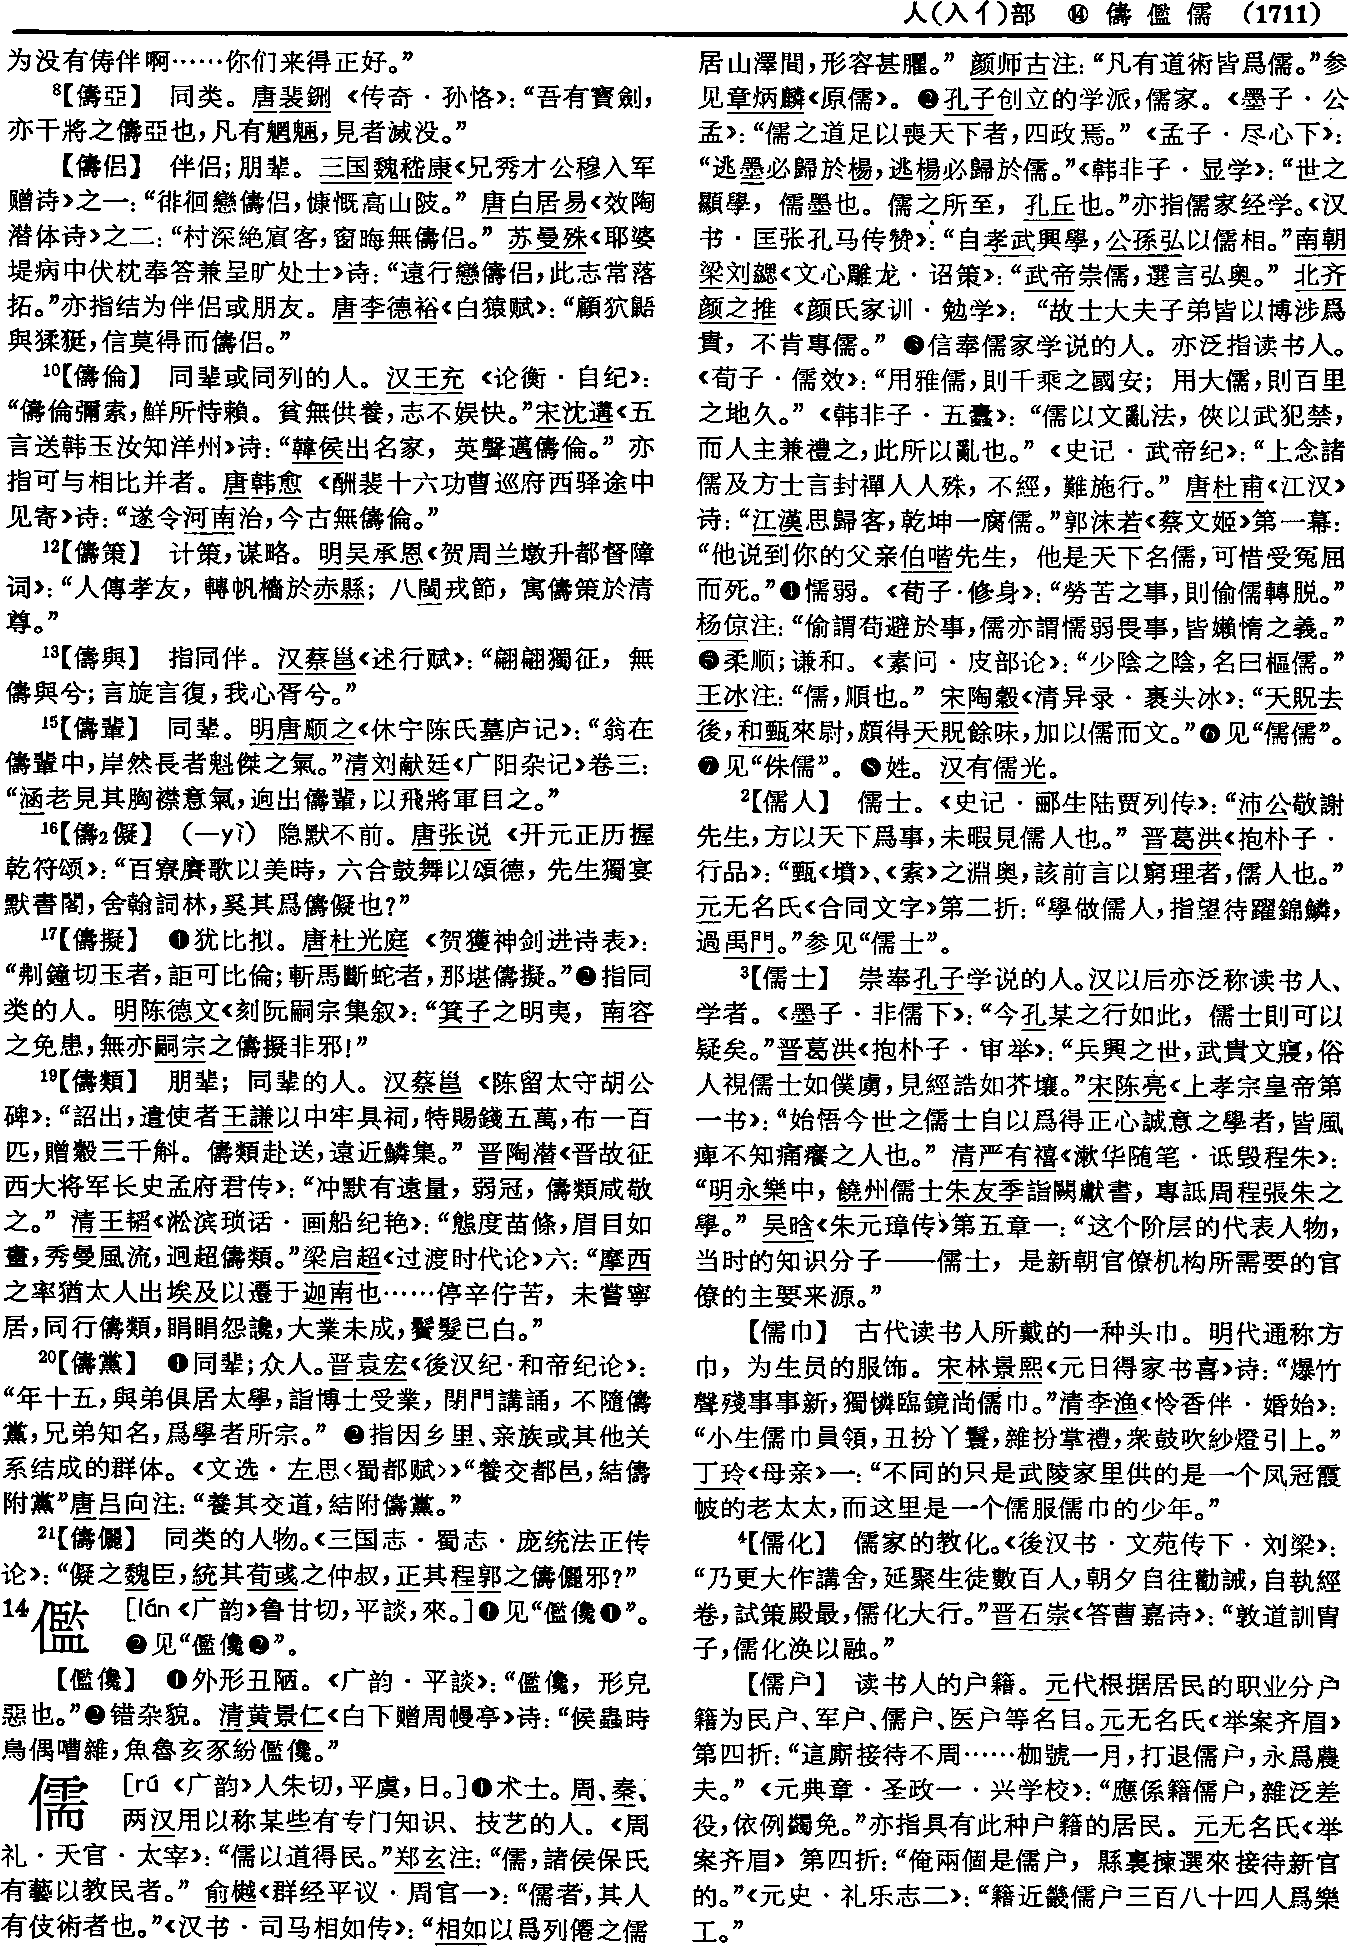 人(入亻)部 ⑭ 儔 儖 儒 (1711)
为没有俦伴啊……你们来得正好。”
⁸【儔亞】 同类。唐裴铏《传奇·孙恪》：“吾有寶劍，
亦干將之儔亞也，凡有魍魎，見者滅没。”
【儔侣】 伴侣；朋辈。三国魏嵇康《兄秀才公穆入军
赠诗》之一：“徘徊戀儔侣，慷慨高山陂。”唐白居易《效陶
潜体诗》之二：“村深絶賓客，窗晦無儔侣。”苏曼殊《耶婆
堤病中伏枕奉答兼呈旷处士》诗：“遠行戀儔侣，此志常落
拓。”亦指结为伴侣或朋友。唐李德裕《白猿赋》：“顧狖鼯
與猱挻，信莫得而儔侣。”
¹⁰【儔倫】 同辈或同列的人。汉王充《论衡·自纪》：
“儔倫彌索，鮮所恃賴。貧無供養，志不娱快。”宋沈遘《五
言送韩玉汝知洋州》诗：“韓侯出名家，英聲邁儔倫。”亦
指可与相比并者。唐韩愈《酬裴十六功曹巡府西驿途中
见寄》诗：“遂令河南治，今古無儔倫。”
¹²【儔策】 计策，谋略。明吴承恩《贺周兰墩升都督障
词》：“人傳孝友，轉帆檣於赤縣；八閩戎節，寓儔策於清
尊。”
¹³【儔與】 指同伴。汉蔡邕《述行赋》：“翩翩獨征，無
儔與兮；言旋言復，我心胥兮。”
¹⁵【儔輩】 同辈。明唐顺之《休宁陈氏墓庐记》：“翁在
儔輩中，岸然長者魁傑之氣。”清刘献廷《广阳杂记》卷三：
“涵老見其胸襟意氣，迥出儔輩，以飛將軍目之。”
¹⁶【儔₂儗】 （—yì） 隐默不前。唐张说《开元正历握
乾符颂》：“百寮賡歌以美時，六合鼓舞以頌德，先生獨宴
默書閣，舍翰詞林，奚其爲儔儗也？”
¹⁷【儔擬】 ❶犹比拟。唐杜光庭《贺獲神剑进诗表》：
“剸鐘切玉者，詎可比倫；斬馬斷蛇者，那堪儔擬。”❷指同
类的人。明陈德文《刻阮嗣宗集叙》：“箕子之明夷，南容
之免患，無亦嗣宗之儔擬非邪！”
¹⁹【儔類】 朋辈；同辈的人。汉蔡邕《陈留太守胡公
碑》：“詔出，遣使者王謙以中牢具祠，特賜錢五萬，布一百
匹，贈穀三千斛。儔類赴送，遠近鱗集。”晋陶潜《晋故征
西大将军长史孟府君传》：“冲默有遠量，弱冠，儔類咸敬
之。”清王韬《淞滨琐话·画船纪艳》：“態度苗條，眉目如
畫，秀曼風流，迥超儔類。”梁启超《过渡时代论》六：“摩西
之率猶太人出埃及以遷于迦南也……停辛佇苦，未嘗寧
居，同行儔類，睊睊怨讒，大業未成，鬢髮已白。”
²⁰【儔黨】 ❶同辈；众人。晋袁宏《後汉纪·和帝纪论》：
“年十五，與弟俱居太學，詣博士受業，閉門講誦，不隨儔
黨，兄弟知名，爲學者所宗。”❷指因乡里、亲族或其他关
系结成的群体。《文选·左思〈蜀都赋〉》“養交都邑，結儔
附黨”唐吕向注：“養其交道，結附儔黨。”
²¹【儔儷】 同类的人物。《三国志·蜀志·庞统法正传
论》：“儗之魏臣，統其荀彧之仲叔，正其程郭之儔儷邪？”
14儖 [lán《广韵》鲁甘切，平談，來。]❶见“儖儳❶”。
❷见“儖儳❷”。
【儖儳】 ❶外形丑陋。《广韵·平談》：“儖儳，形皃
惡也。”❷错杂貌。清黄景仁《白下赠周幔亭》诗：“候蟲時
鳥偶嘈雜，魚魯亥豕紛儖儳。”
儒 [rú《广韵》人朱切，平虞，日。]❶术士。周、秦、
两汉用以称某些有专门知识、技艺的人。《周
礼·天官·太宰》：“儒以道得民。”郑玄注：“儒，諸侯保氏
有藝以教民者。”俞樾《群经平议·周官一》：“儒者，其人
有伎術者也。”《汉书·司马相如传》：“相如以爲列僊之儒
居山澤間，形容甚臞。”颜师古注：“凡有道術皆爲儒。”参
见章炳麟《原儒》。❷孔子创立的学派，儒家。《墨子·公
孟》：“儒之道足以喪天下者，四政焉。”《孟子·尽心下》：
“逃墨必歸於楊，逃楊必歸於儒。”《韩非子·显学》：“世之
顯學，儒墨也。儒之所至，孔丘也。”亦指儒家经学。《汉
书·匡张孔马传赞》：“自孝武興學，公孫弘以儒相。”南朝
梁刘勰《文心雕龙·诏策》：“武帝崇儒，選言弘奥。”北齐
颜之推《颜氏家训·勉学》：“故士大夫子弟皆以博涉爲
貴，不肯專儒。”❸信奉儒家学说的人。亦泛指读书人。
《荀子·儒效》：“用雅儒，則千乘之國安；用大儒，則百里
之地久。”《韩非子·五蠹》：“儒以文亂法，俠以武犯禁，
而人主兼禮之，此所以亂也。”《史记·武帝纪》：“上念諸
儒及方士言封禪人人殊，不經，難施行。”唐杜甫《江汉》
诗：“江漢思歸客，乾坤一腐儒。”郭沫若《蔡文姬》第一幕：
“他说到你的父亲伯喈先生，他是天下名儒，可惜受冤屈
而死。”❹懦弱。《荀子·修身》：“勞苦之事，則偷儒轉脱。”
杨倞注：“偷謂苟避於事，儒亦謂懦弱畏事，皆嬾惰之義。”
❺柔顺；谦和。《素问·皮部论》：“少陰之陰，名曰樞儒。”
王冰注：“儒，順也。”宋陶穀《清异录·裹头冰》：“天貺去
後，和甄來尉，頗得天貺餘味，加以儒而文。”❻见“儒儒”。
❼见“侏儒”。❽姓。汉有儒光。
²【儒人】 儒士。《史记·郦生陆贾列传》：“沛公敬謝
先生，方以天下爲事，未暇見儒人也。”晋葛洪《抱朴子·
行品》：“甄《墳》、《索》之淵奥，該前言以窮理者，儒人也。”
元无名氏《合同文字》第二折：“學做儒人，指望待躍錦鱗，
過禹門。”参见“儒士”。
³【儒士】 崇奉孔子学说的人。汉以后亦泛称读书人、
学者。《墨子·非儒下》：“今孔某之行如此，儒士則可以
疑矣。”晋葛洪《抱朴子·审举》：“兵興之世，武貴文寢，俗
人視儒士如僕虜，見經誥如芥壤。”宋陈亮《上孝宗皇帝第
一书》：“始悟今世之儒士自以爲得正心誠意之學者，皆風
痺不知痛癢之人也。”清严有禧《漱华随笔·诋毁程朱》：
“明永樂中，饒州儒士朱友季詣闕獻書，專詆周程張朱之
學。”吴晗《朱元璋传》第五章一：“这个阶层的代表人物，
当时的知识分子——儒士，是新朝官僚机构所需要的官
僚的主要来源。”
【儒巾】 古代读书人所戴的一种头巾。明代通称方
巾，为生员的服饰。宋林景熙《元日得家书喜》诗：“爆竹
聲殘事事新，獨憐臨鏡尚儒巾。”清李渔《怜香伴·婚始》：
“小生儒巾員領，丑扮丫鬟，雜扮掌禮，衆鼓吹紗燈引上。”
丁玲《母亲》一：“不同的只是武陵家里供的是一个凤冠霞
帔的老太太，而这里是一个儒服儒巾的少年。”
⁴【儒化】 儒家的教化。《後汉书·文苑传下·刘梁》：
“乃更大作講舍，延聚生徒數百人，朝夕自往勸誡，自執經
卷，試策殿最，儒化大行。”晋石崇《答曹嘉诗》：“敦道訓胄
子，儒化渙以融。”
【儒户】 读书人的户籍。元代根据居民的职业分户
籍为民户、军户、儒户、医户等名目。元无名氏《举案齐眉》
第四折：“這厮接待不周……枷號一月，打退儒户，永爲農
夫。”《元典章·圣政一·兴学校》：“應係籍儒户，雜泛差
役，依例蠲免。”亦指具有此种户籍的居民。元无名氏《举
案齐眉》第四折：“俺兩個是儒户，縣裏揀選來接待新官
的。”《元史·礼乐志二》：“籍近畿儒户三百八十四人爲樂
工。”